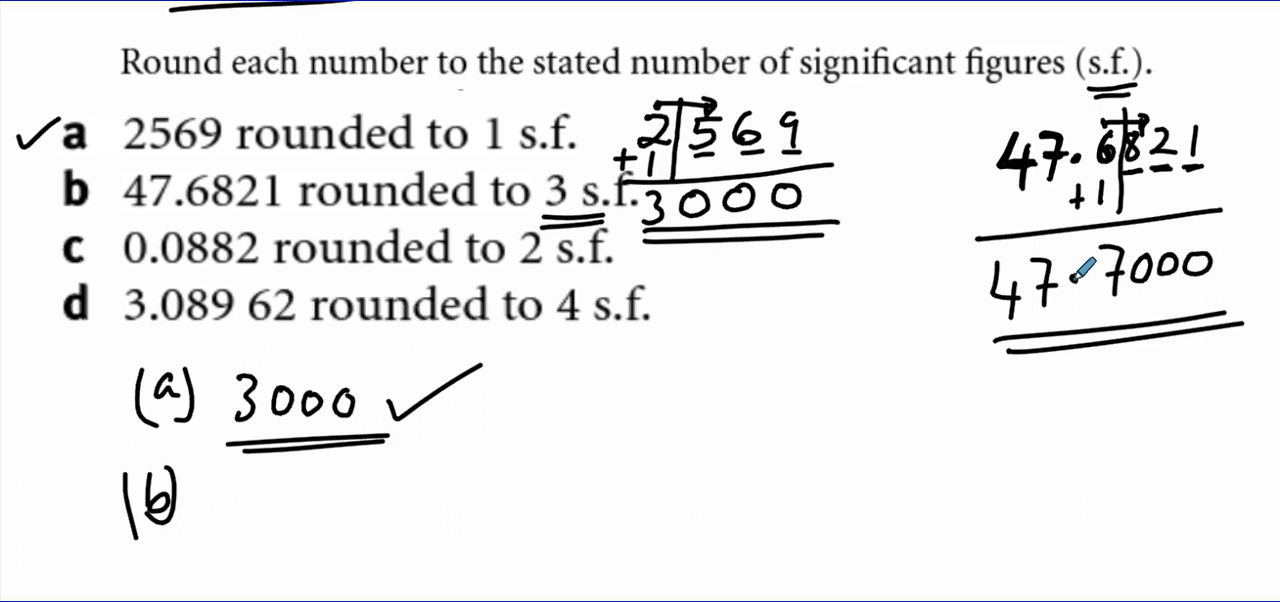 Round each number to the stated number of significant figures (s.f.).
a 2569 rounded to 1 s.f.
b 47.6821 rounded to 3 s.f.
c 0.0882 rounded to 2 s.f.
d 3.089 62 rounded to 4 s.f.
2569
+1
3000
47.6821
+1
47.7000
(a) 3000
(b)